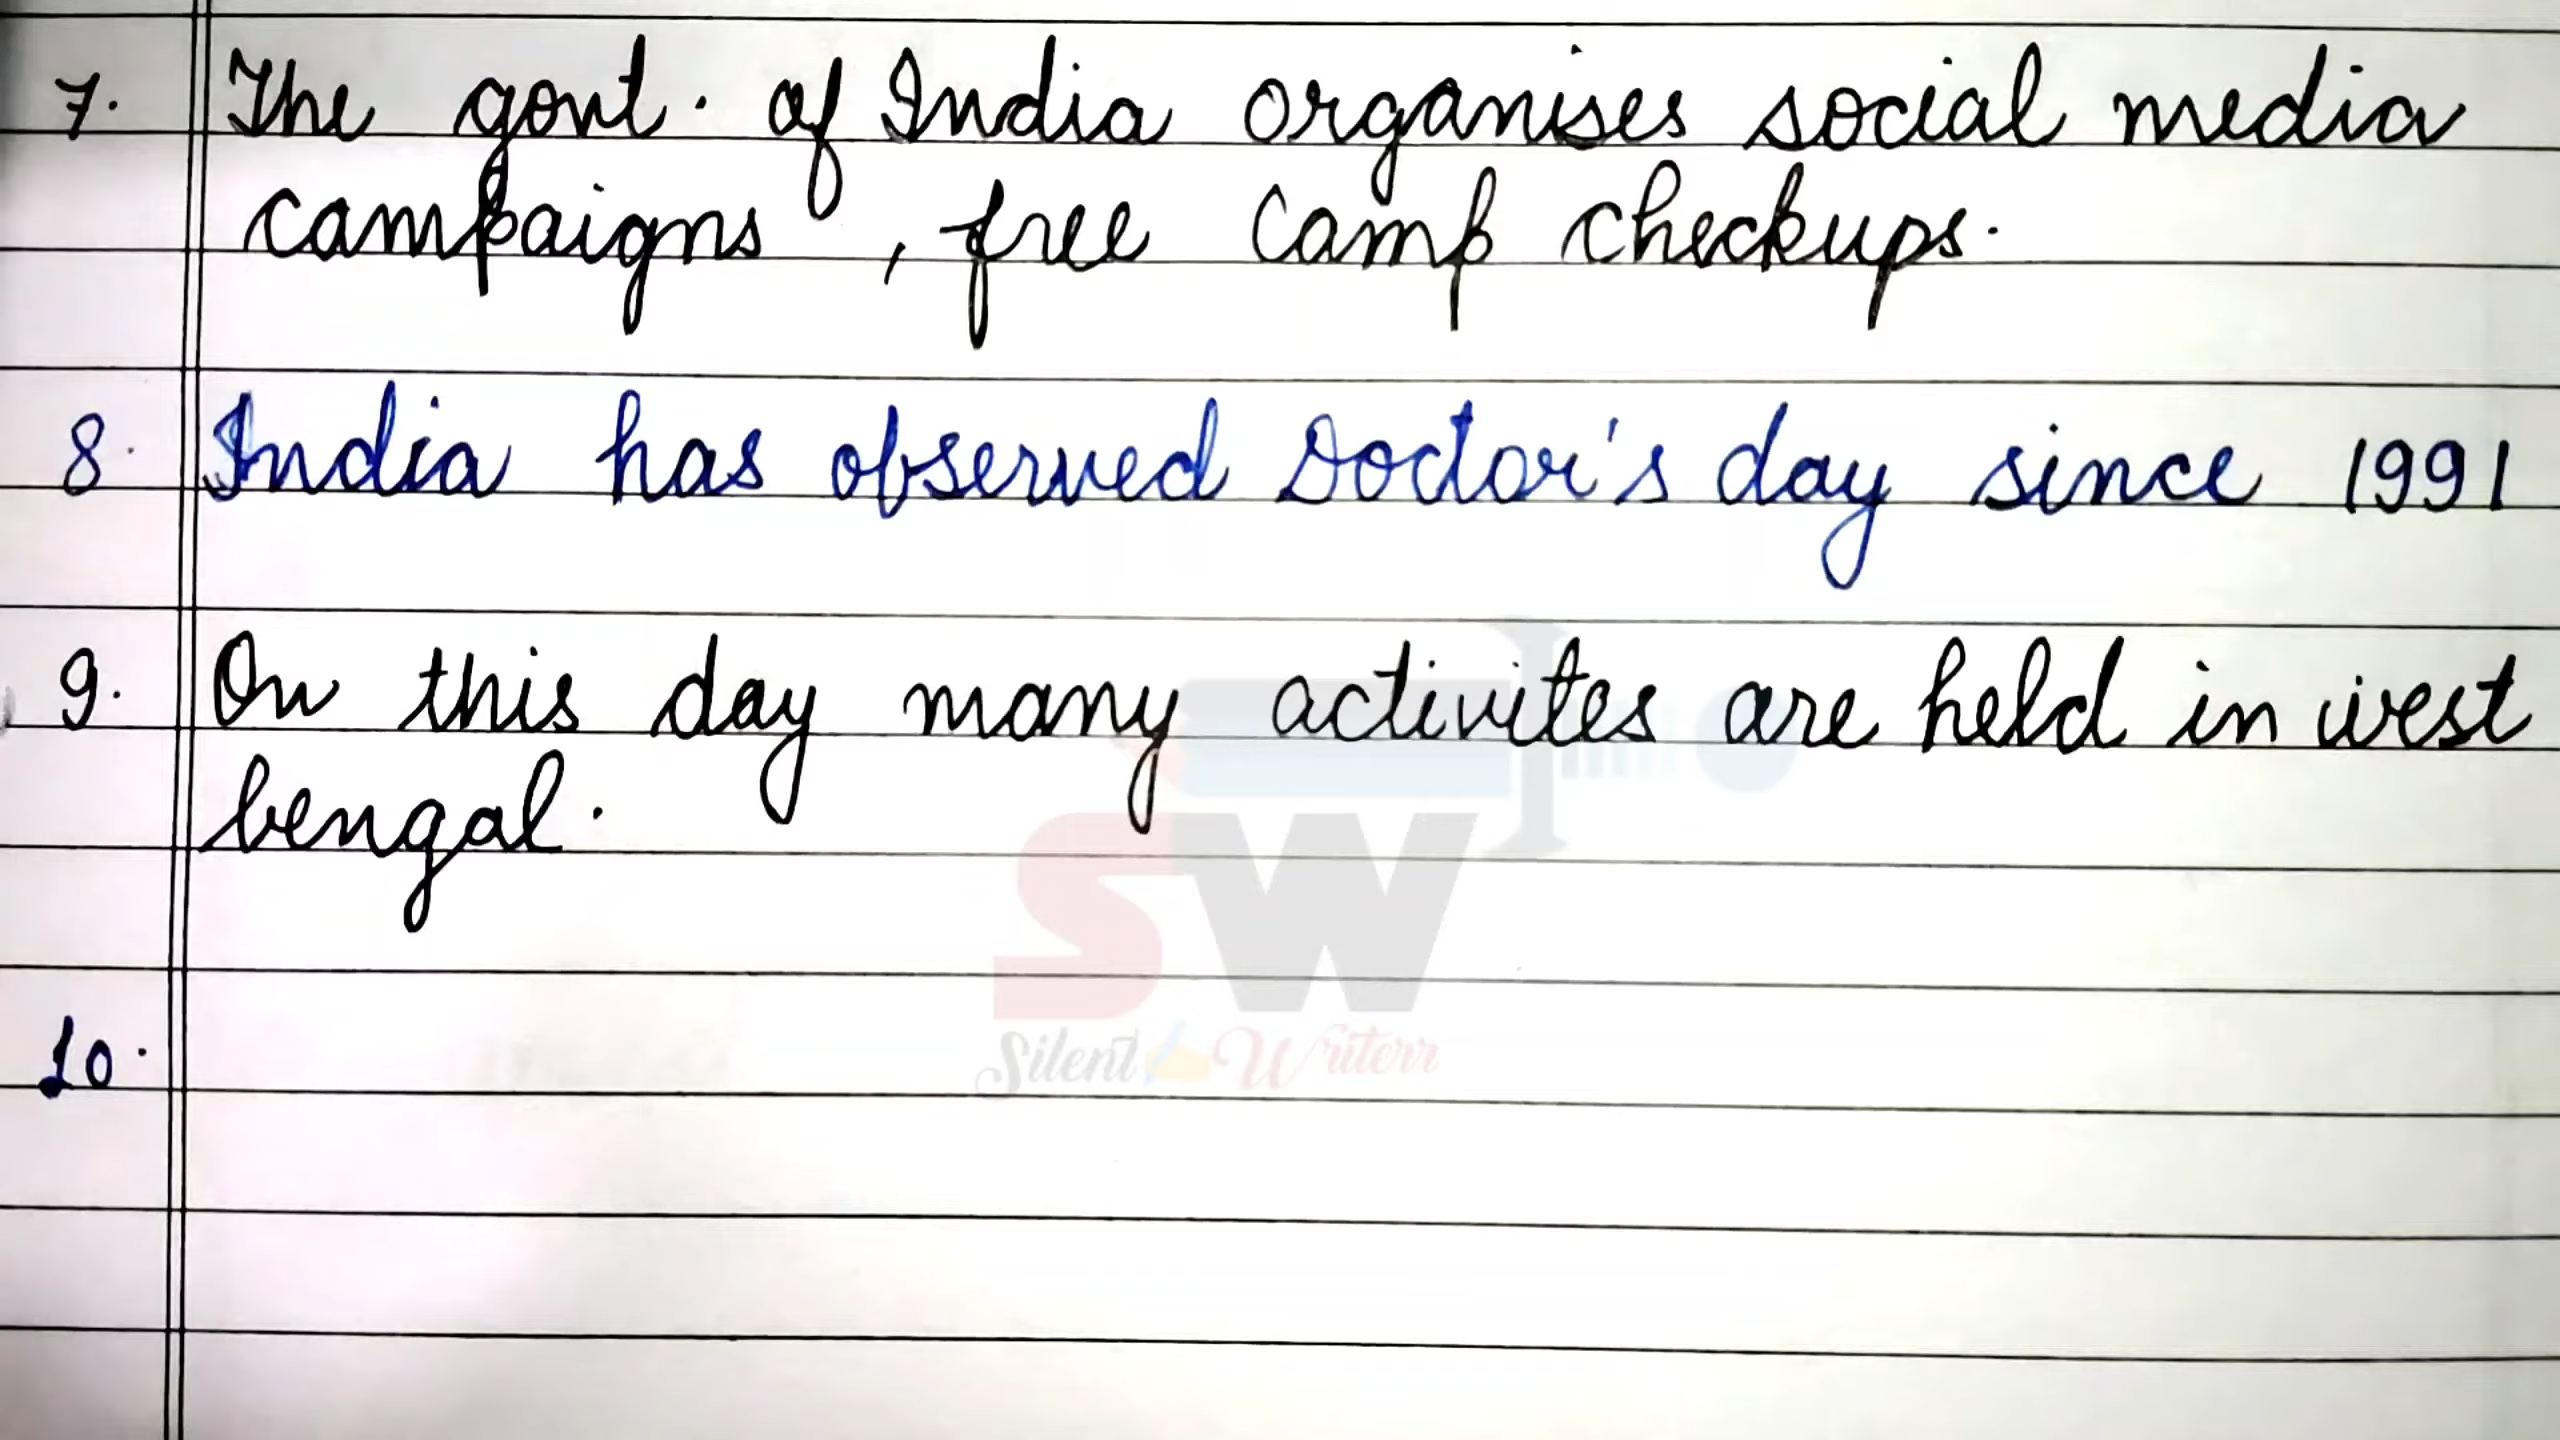 7. The govt. of India organises social media
campaigns, free camp checkups.
8. India has observed Doctor's day since 1991
9. On this day many activites are held in west
bengal.
SW
Silent Writerr
10.